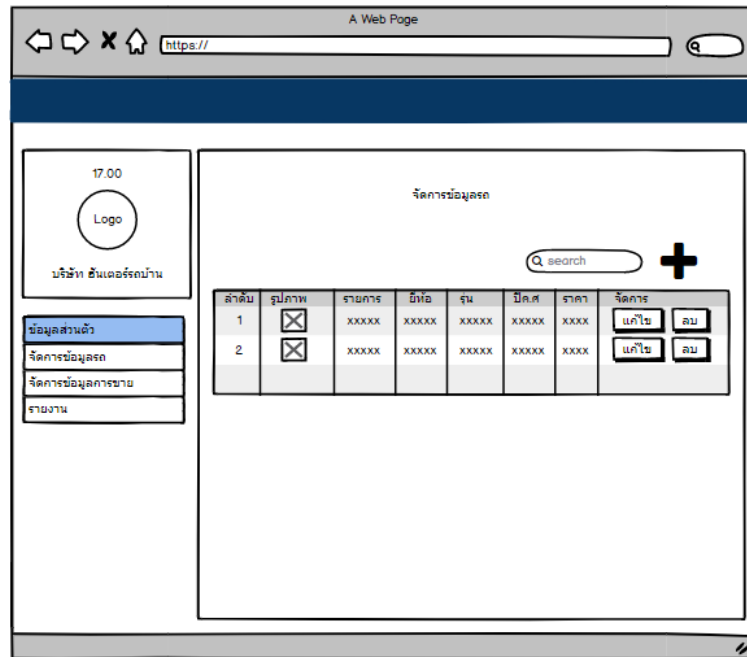 A Web Page
https://
17.00
Logo
บริษัท ฮันเตอร์รถบ้าน
ข้อมูลส่วนตัว
จัดการข้อมูลรถ
จัดการข้อมูลการขาย
รายงาน
จัดการข้อมูลรถ
search
ลำดับ รูปภาพ รายการ ยี่ห้อ รุ่น ปีค.ศ ราคา จัดการ
1 xxxxx xxxxx xxxxx xxxxx xxxx แก้ไข ลบ
2 xxxxx xxxxx xxxxx xxxxx xxxx แก้ไข ลบ